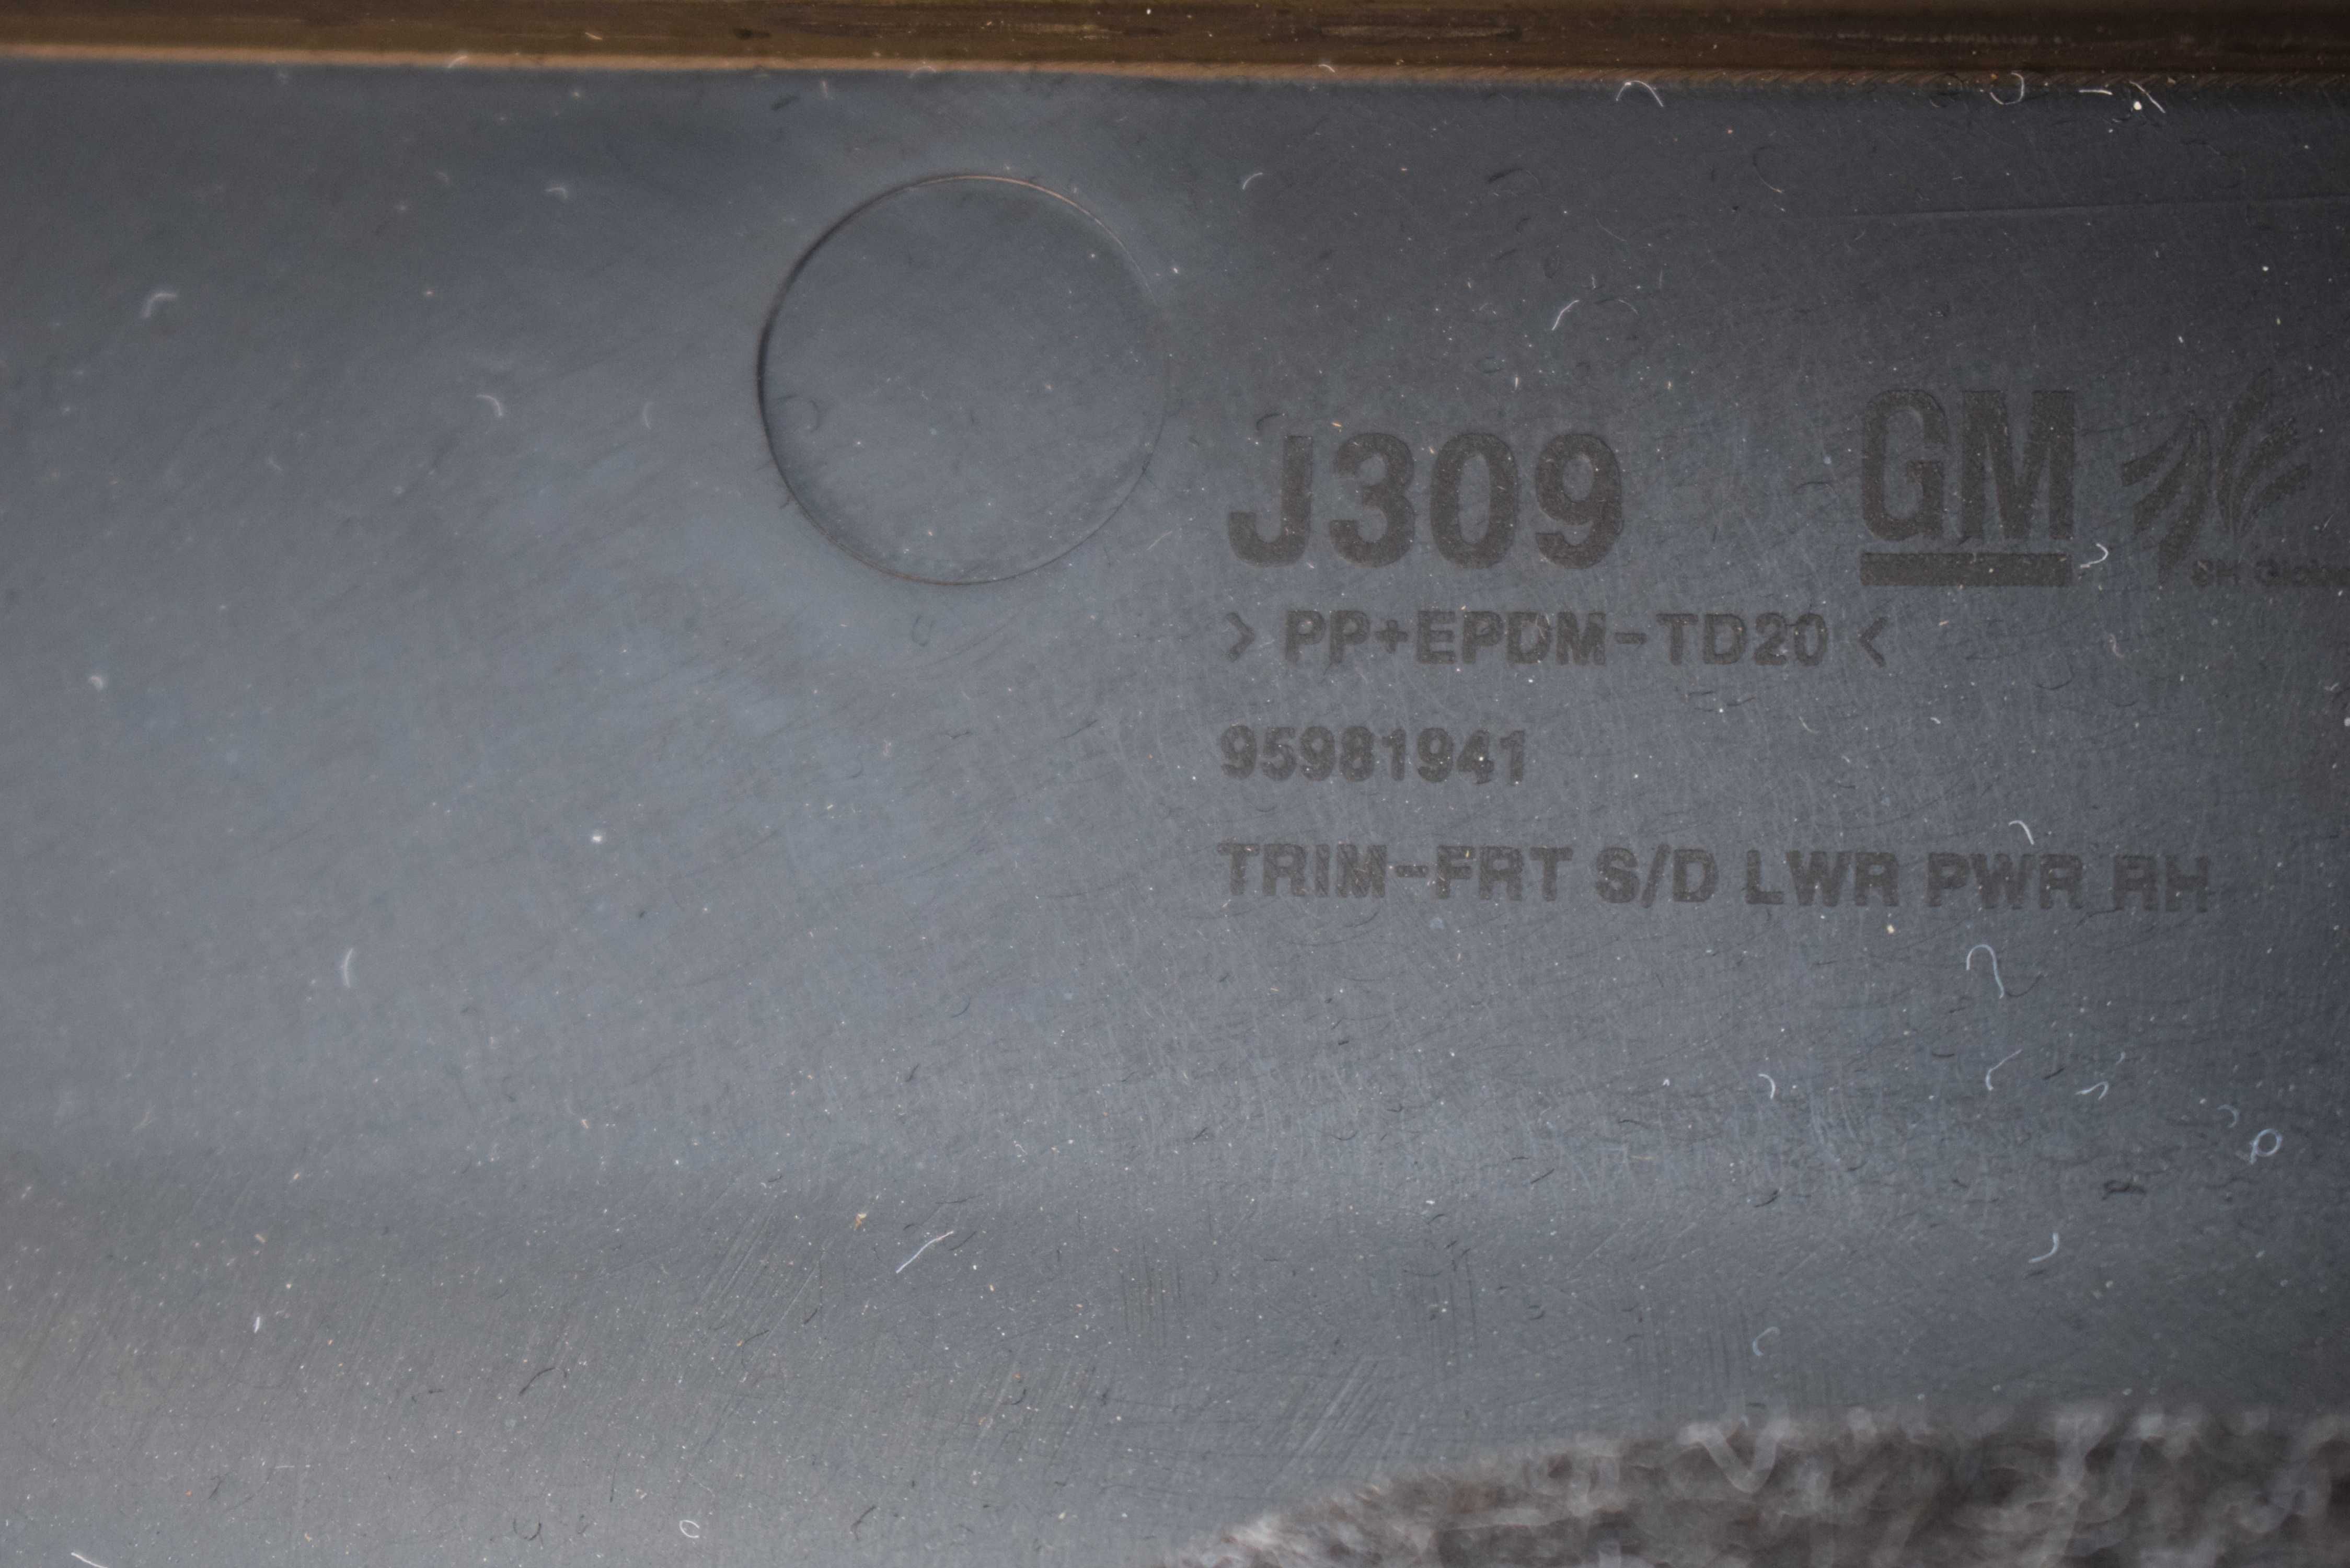 J309 GM
> PP+EPDM-TD20 <
95981941
TRIM-FRT S/D LWR PWR RH